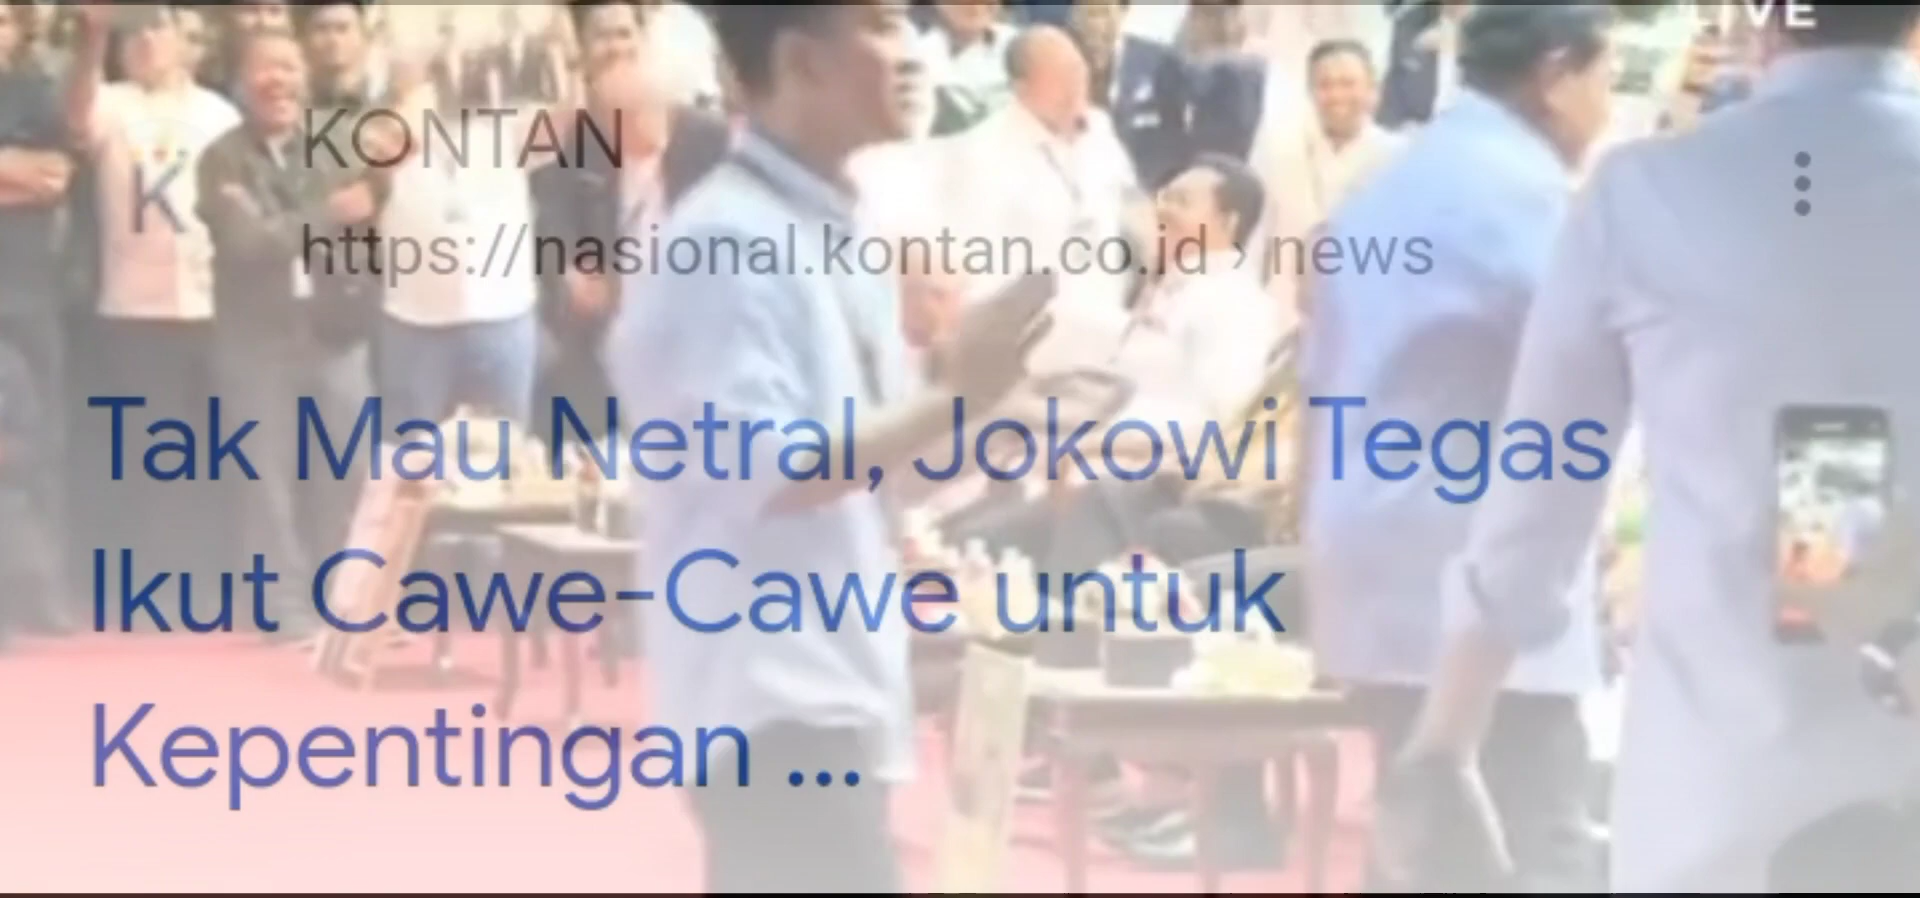 LIVE
KONTAN
K
https://nasional.kontan.co.id › news
Tak Mau Netral, Jokowi Tegas
Ikut Cawe-Cawe untuk
Kepentingan ...